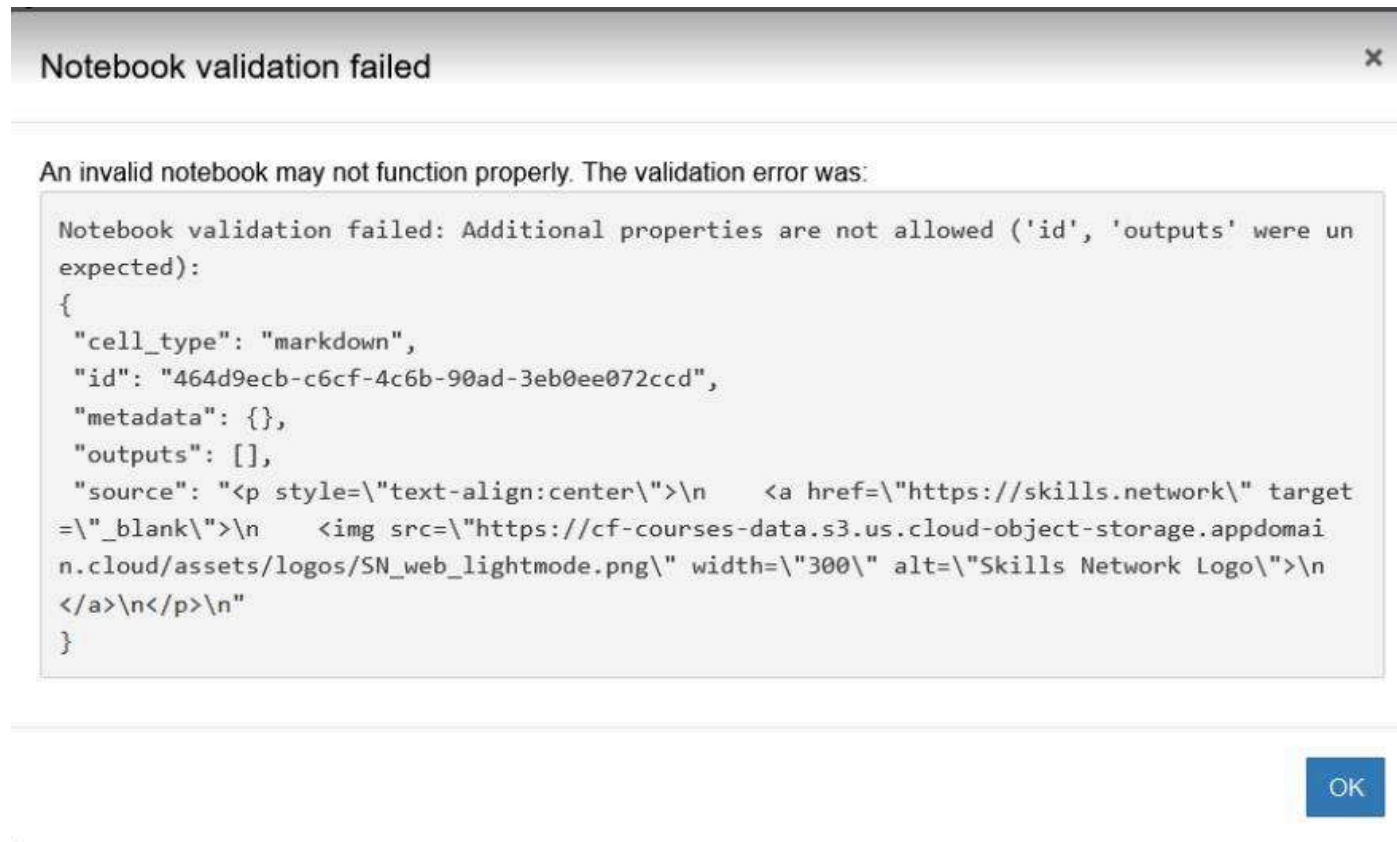 Notebook validation failed
×
An invalid notebook may not function properly. The validation error was:
Notebook validation failed: Additional properties are not allowed ('id', 'outputs' were un
expected):
{
 "cell_type": "markdown",
 "id": "464d9ecb-c6cf-4c6b-90ad-3eb0ee072ccd",
 "metadata": {},
 "outputs": [],
 "source": "<p style=\"text-align:center\">\n    <a href=\"https://skills.network\" target
=\"_blank\">\n    <img src=\"https://cf-courses-data.s3.us.cloud-object-storage.appdomai
n.cloud/assets/logos/SN_web_lightmode.png\" width=\"300\" alt=\"Skills Network Logo\">\n
</a>\n</p>\n"
}
OK